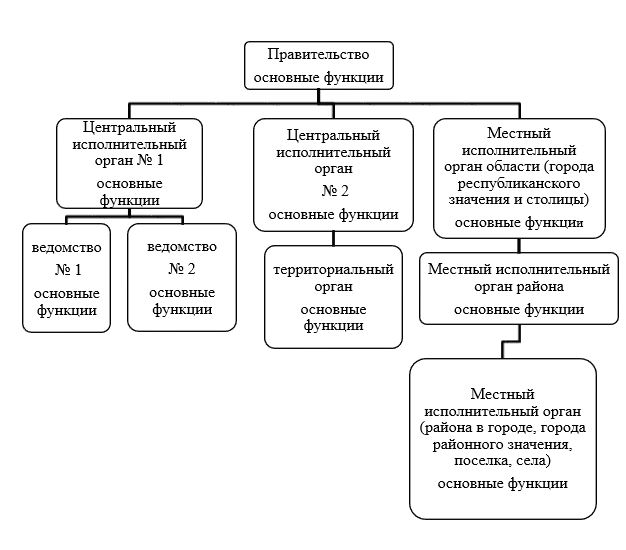 Правительство
основные функции
Центральный
исполнительный
орган № 1
основные
функции
Центральный
исполнительный
орган
№ 2
основные функции
Местный
исполнительный
орган области (города
республиканского
значения и столицы)
основные функции
ведомство
№ 1
основные
функции
ведомство
№ 2
основные
функции
территориальный
орган
основные
функции
Местный исполнительный
орган района
основные функции
Местный
исполнительный орган
(района в городе, города
районного значения,
поселка, села)
основные функции